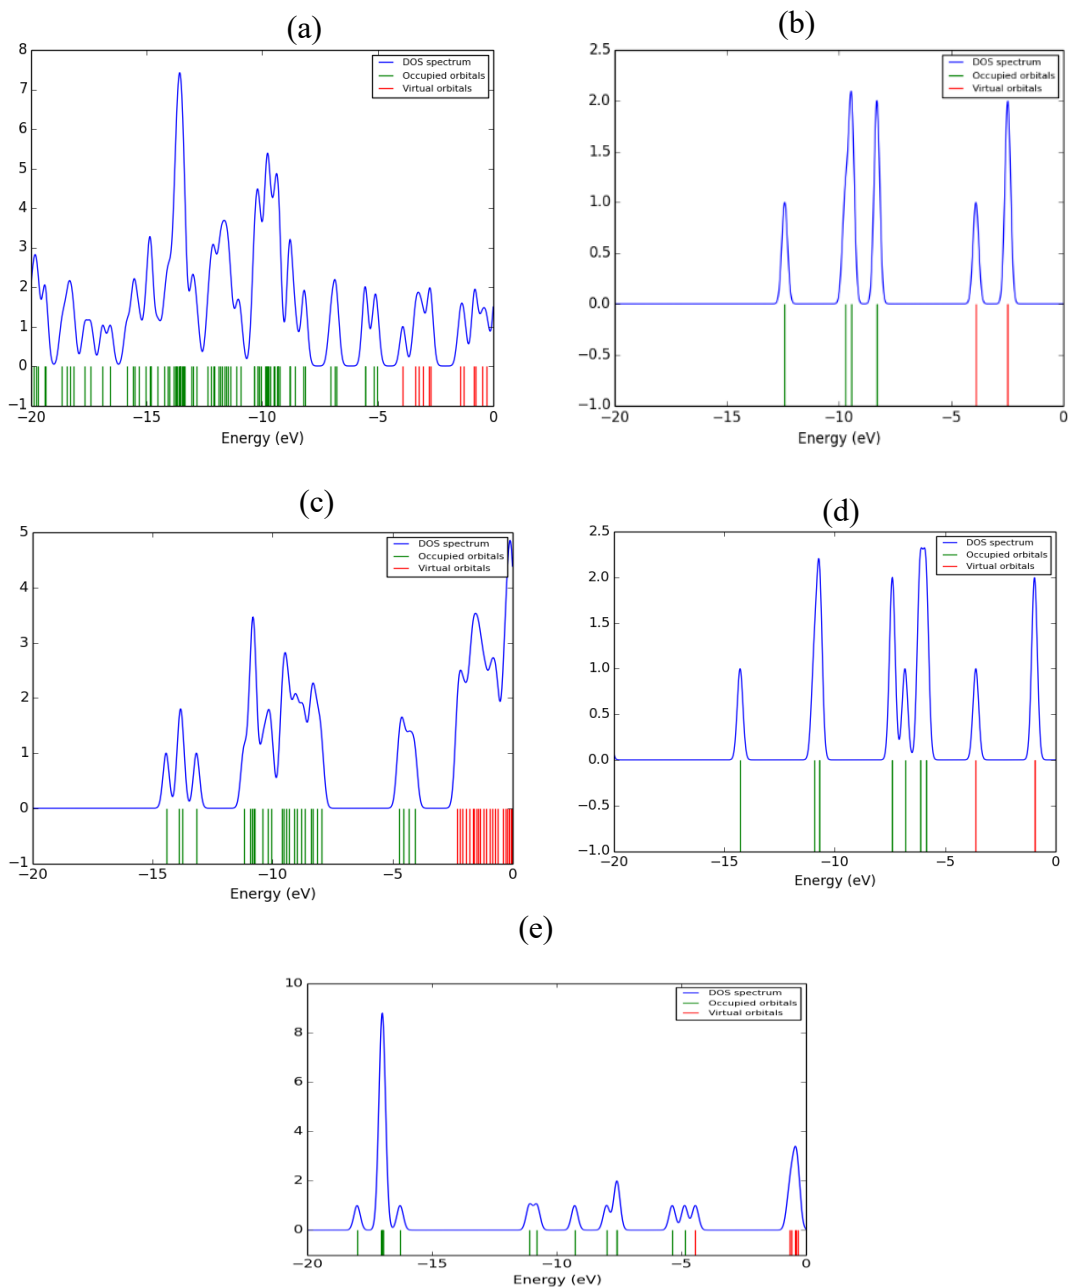 (a)
8
7
6
5
4
3
2
1
0
−1
−20
−15
−10
−5
0
Energy (eV)
DOS spectrum
Occupied orbitals
Virtual orbitals
(b)
2.5
2.0
1.5
1.0
0.5
0.0
−0.5
−1.0
−20
−15
−10
−5
0
Energy (eV)
DOS spectrum
Occupied orbitals
Virtual orbitals
(c)
5
4
3
2
1
0
−1
−20
−15
−10
−5
0
Energy (eV)
DOS spectrum
Occupied orbitals
Virtual orbitals
(d)
2.5
2.0
1.5
1.0
0.5
0.0
−0.5
−1.0
−20
−15
−10
−5
0
Energy (eV)
DOS spectrum
Occupied orbitals
Virtual orbitals
(e)
10
8
6
4
2
0
−20
−15
−10
−5
0
Energy (eV)
DOS spectrum
Occupied orbitals
Virtual orbitals